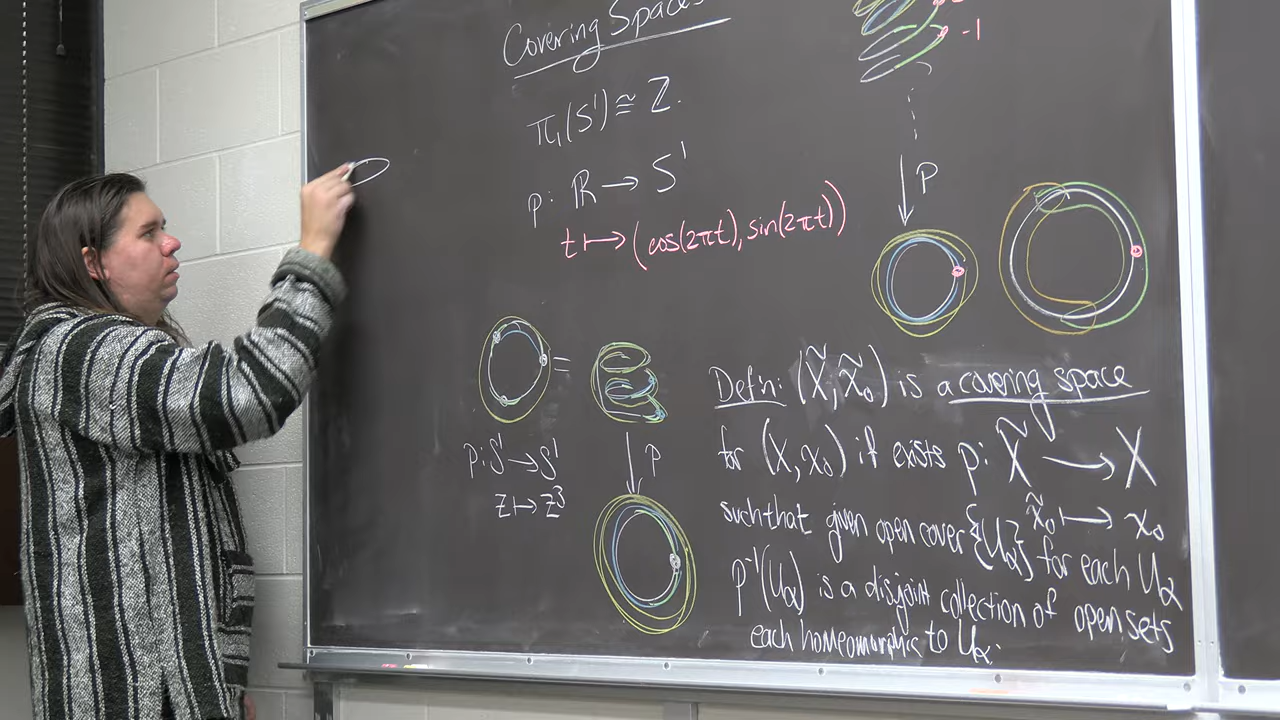 Covering Spaces
π₁(S¹) ≅ ℤ.
p: ℝ → S¹
t ↦ (cos(2πt), sin(2πt))
-1
p
=
p: S¹ → S¹
z ↦ z³
p
Def'n: (X̃, x̃₀) is a covering space
for (X, x₀) if exists p: X̃ → X
such that given open cover {Uα} x̃₀ ↦ x₀
for each Uα
p⁻¹(Uα) is a disjoint collection of open sets
each homeomorphic to Uα.